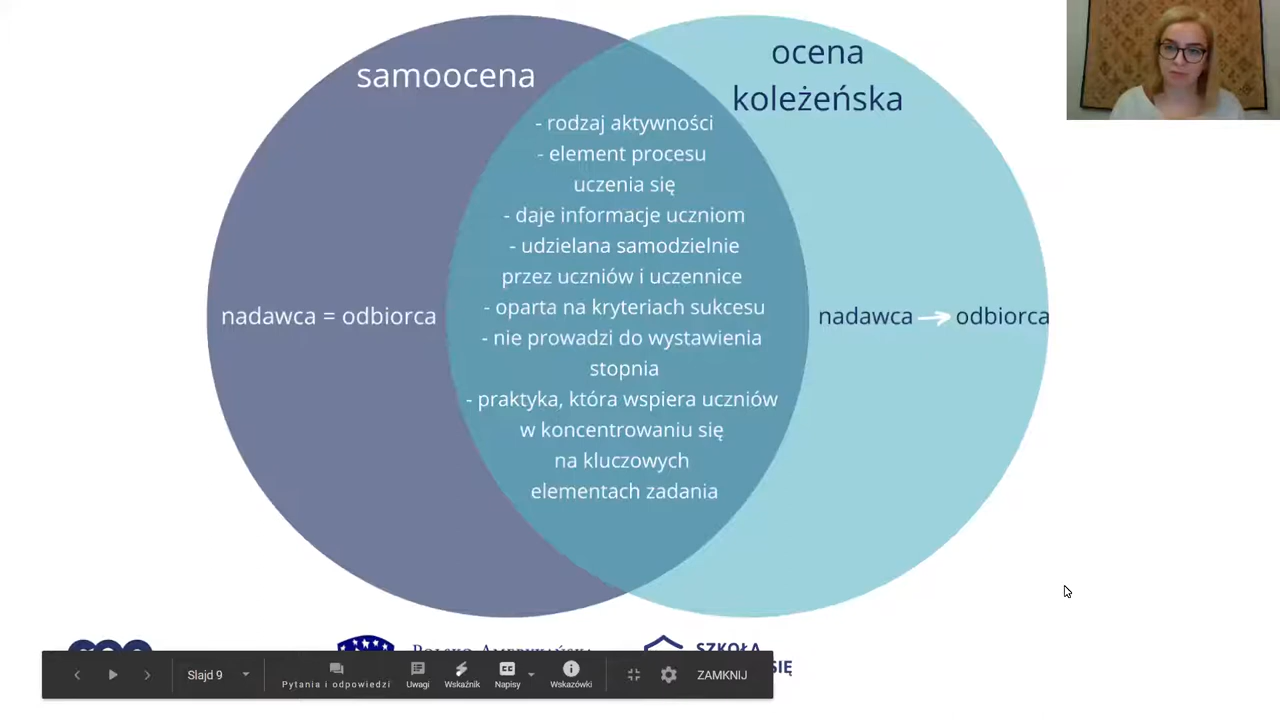 samoocena
ocena
koleżeńska
- rodzaj aktywności
- element procesu
uczenia się
- daje informacje uczniom
- udzielana samodzielnie
przez uczniów i uczennice
- oparta na kryteriach sukcesu
- nie prowadzi do wystawienia
stopnia
- praktyka, która wspiera uczniów
w koncentrowaniu się
na kluczowych
elementach zadania
nadawca = odbiorca
nadawca → odbiorca
SZKOŁA
SIĘ
Slajd 9
Pytania i odpowiedzi
Uwagi
Wskaźnik
Napisy
Wskazówki
ZAMKNIJ